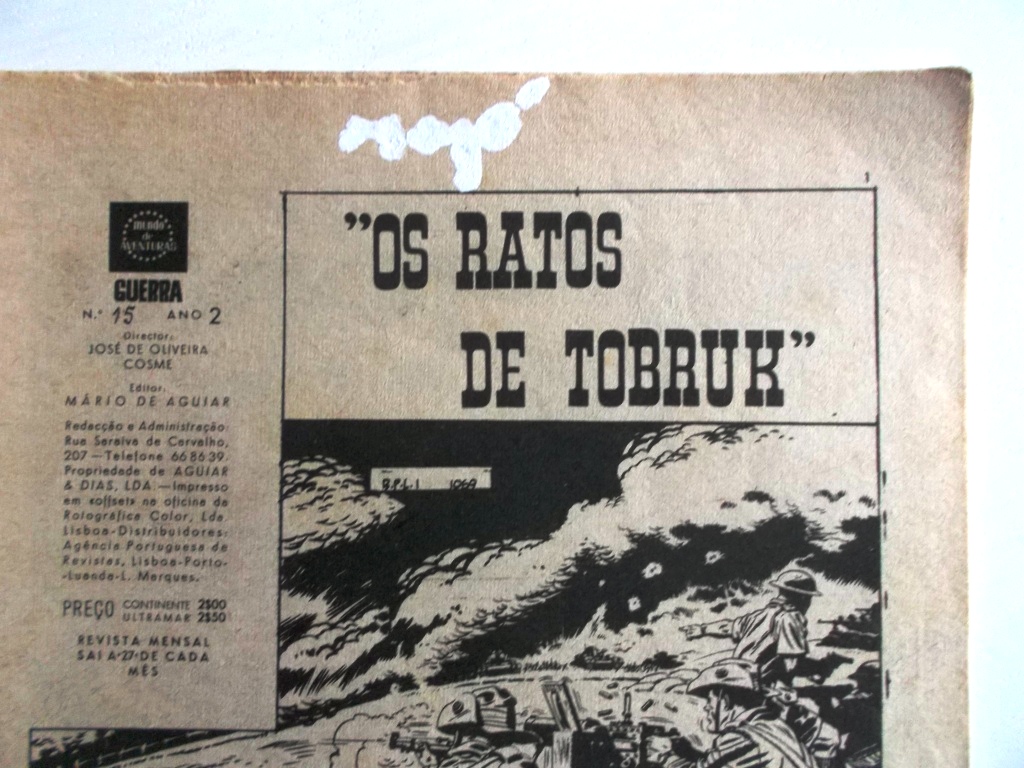 1
"OS RATOS
DE TOBRUK"
mundo
de
AVENTURAS
GUERRA
N.° 15 ANO 2
Director:
JOSÉ DE OLIVEIRA
COSME
Editor:
MÁRIO DE AGUIAR
Redacção e Administração:
Rua Saraiva de Carvalho,
207 — Telefone 66 86 39.
Propriedade de AGUIAR
& DIAS, LDA. — Impresso
em «offset» na oficina da
Rotográfica Color, Lda.
Lisboa-Distribuidores:
Agência Portuguesa de
Revistas, Lisboa-Porto-
-Luanda-L. Marques.
PREÇO CONTINENTE 2$00
ULTRAMAR 2$50
REVISTA MENSAL
SAI A 27 DE CADA
MÊS
B.P.L.1 1069